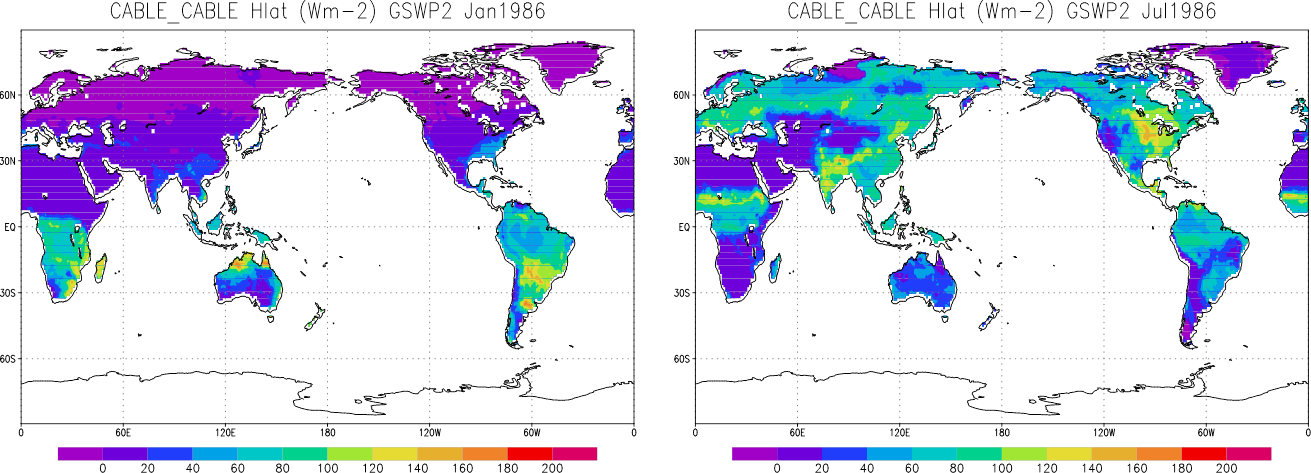 CABLE_CABLE Hlat (Wm-2) GSWP2 Jan1986
60N
30N
EQ
30S
60S
0 60E 120E 180 120W 60W 0
0 20 40 60 80 100 120 140 160 180 200
CABLE_CABLE Hlat (Wm-2) GSWP2 Jul1986
60N
30N
EQ
30S
60S
0 60E 120E 180 120W 60W 0
0 20 40 60 80 100 120 140 160 180 200